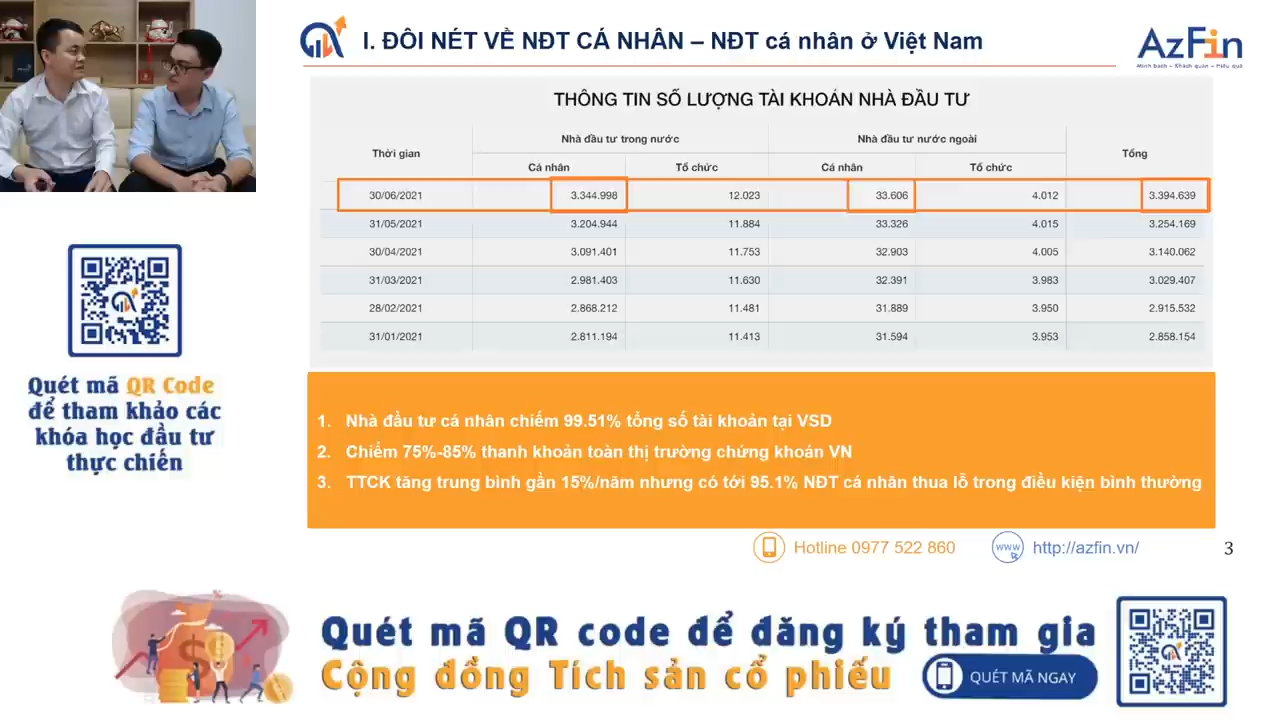 I. ĐÔI NÉT VỀ NĐT CÁ NHÂN – NĐT cá nhân ở Việt Nam
AzFin
Minh bạch – Khách quan – Hiệu quả
THÔNG TIN SỐ LƯỢNG TÀI KHOẢN NHÀ ĐẦU TƯ
Thời gian Nhà đầu tư trong nước Nhà đầu tư nước ngoài Tổng
Cá nhân Tổ chức Cá nhân Tổ chức
30/06/2021 3.344.998 12.023 33.606 4.012 3.394.639
31/05/2021 3.204.944 11.884 33.326 4.015 3.254.169
30/04/2021 3.091.401 11.753 32.903 4.005 3.140.062
31/03/2021 2.981.403 11.630 32.391 3.983 3.029.407
28/02/2021 2.868.212 11.481 31.889 3.950 2.915.532
31/01/2021 2.811.194 11.413 31.594 3.953 2.858.154
Quét mã QR Code
để tham khảo các
khóa học đầu tư
thực chiến
1. Nhà đầu tư cá nhân chiếm 99.51% tổng số tài khoản tại VSD
2. Chiếm 75%-85% thanh khoản toàn thị trường chứng khoán VN
3. TTCK tăng trung bình gần 15%/năm nhưng có tới 95.1% NĐT cá nhân thua lỗ trong điều kiện bình thường
Hotline 0977 522 860
www
http://azfin.vn/
3
Quét mã QR code để đăng ký tham gia
Cộng đồng Tích sản cổ phiếu
QUÉT MÃ NGAY